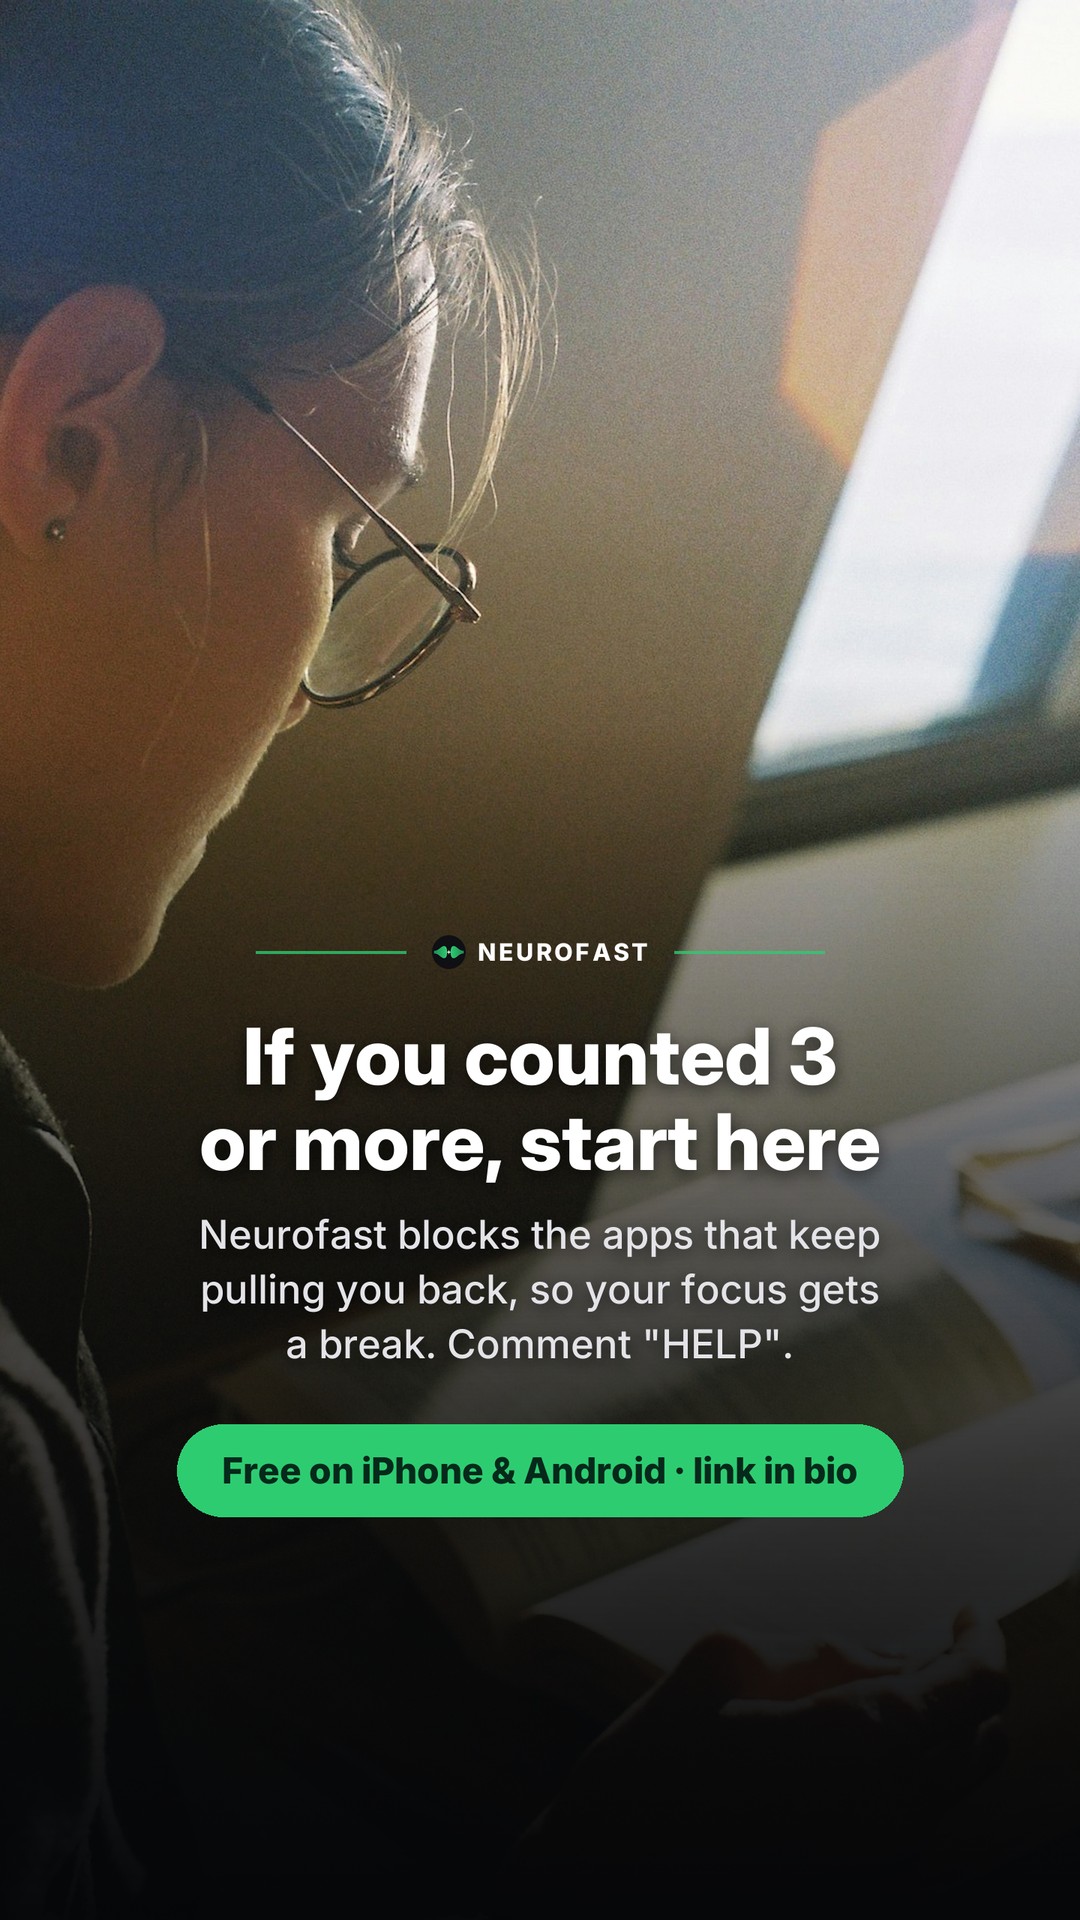 NEUROFAST
If you counted 3
or more, start here
Neurofast blocks the apps that keep
pulling you back, so your focus gets
a break. Comment "HELP".
Free on iPhone & Android · link in bio